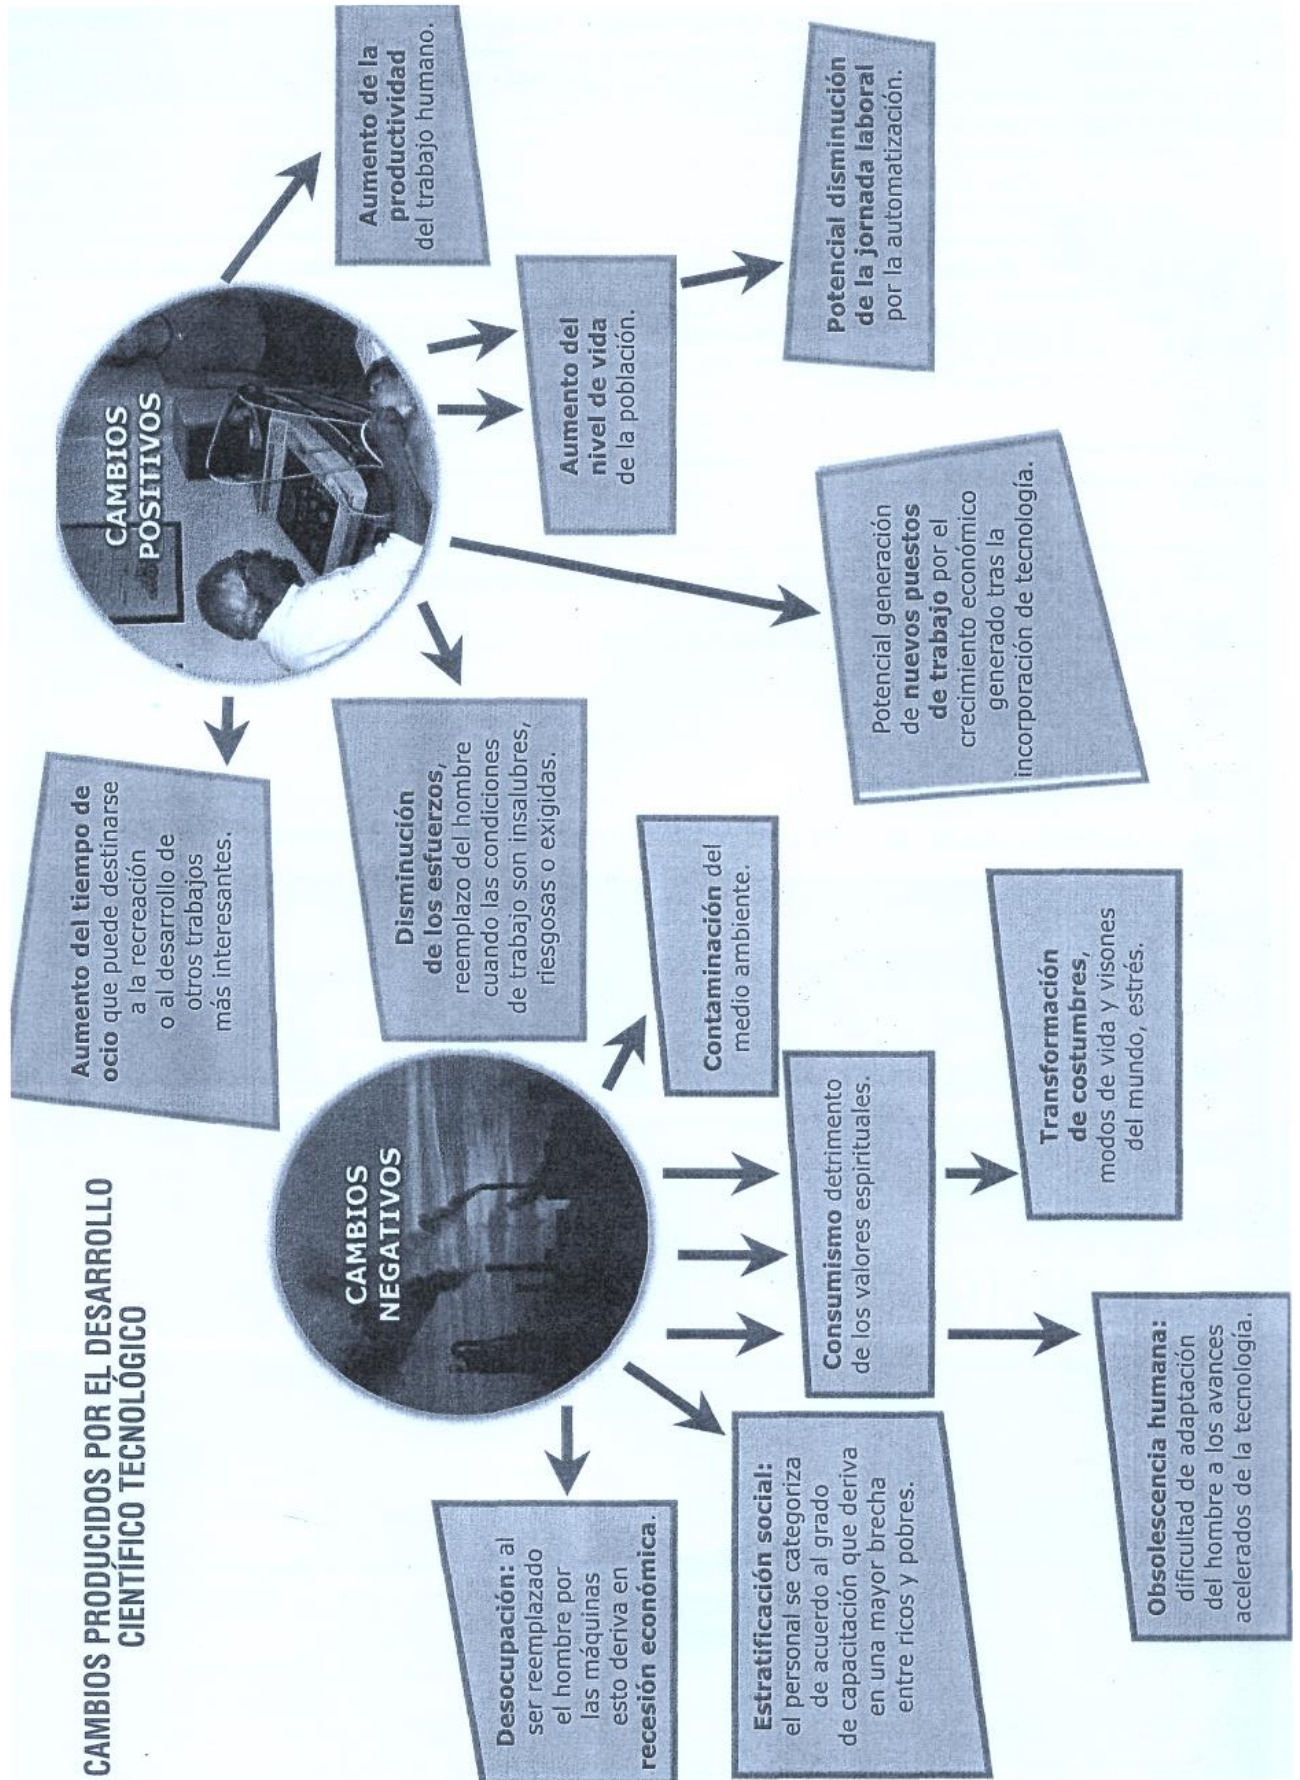 CAMBIOS PRODUCIDOS POR EL DESARROLLO
CIENTÍFICO TECNOLÓGICO
CAMBIOS
POSITIVOS
Aumento del tiempo de
ocio que puede destinarse
a la recreación
o al desarrollo de
otros trabajos
más interesantes.
Disminución
de los esfuerzos,
reemplazo del hombre
cuando las condiciones
de trabajo son insalubres,
riesgosas o exigidas.
Potencial generación
de nuevos puestos
de trabajo por el
crecimiento económico
generado tras la
incorporación de tecnología.
Aumento del
nivel de vida
de la población.
Potencial disminución
de la jornada laboral
por la automatización.
Aumento de la
productividad
del trabajo humano.
CAMBIOS
NEGATIVOS
Desocupación: al
ser reemplazado
el hombre por
las máquinas
esto deriva en
recesión económica.
Estratificación social:
el personal se categoriza
de acuerdo al grado
de capacitación que deriva
en una mayor brecha
entre ricos y pobres.
Consumismo detrimento
de los valores espirituales.
Obsolescencia humana:
dificultad de adaptación
del hombre a los avances
acelerados de la tecnología.
Transformación
de costumbres,
modos de vida y visones
del mundo, estrés.
Contaminación del
medio ambiente.